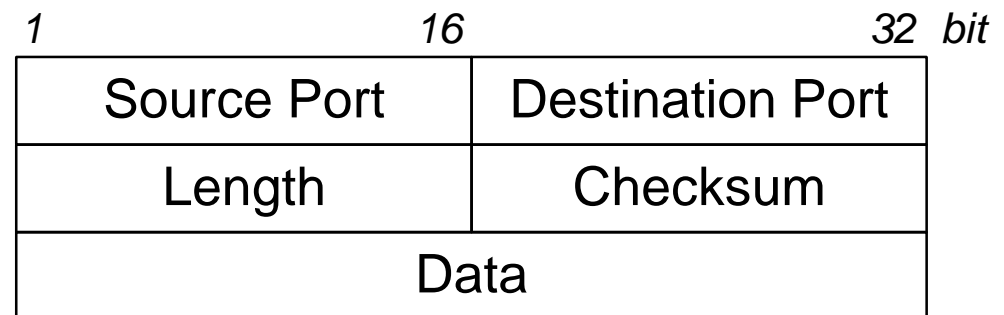 1 16 32 bit
Source Port Destination Port
Length Checksum
Data